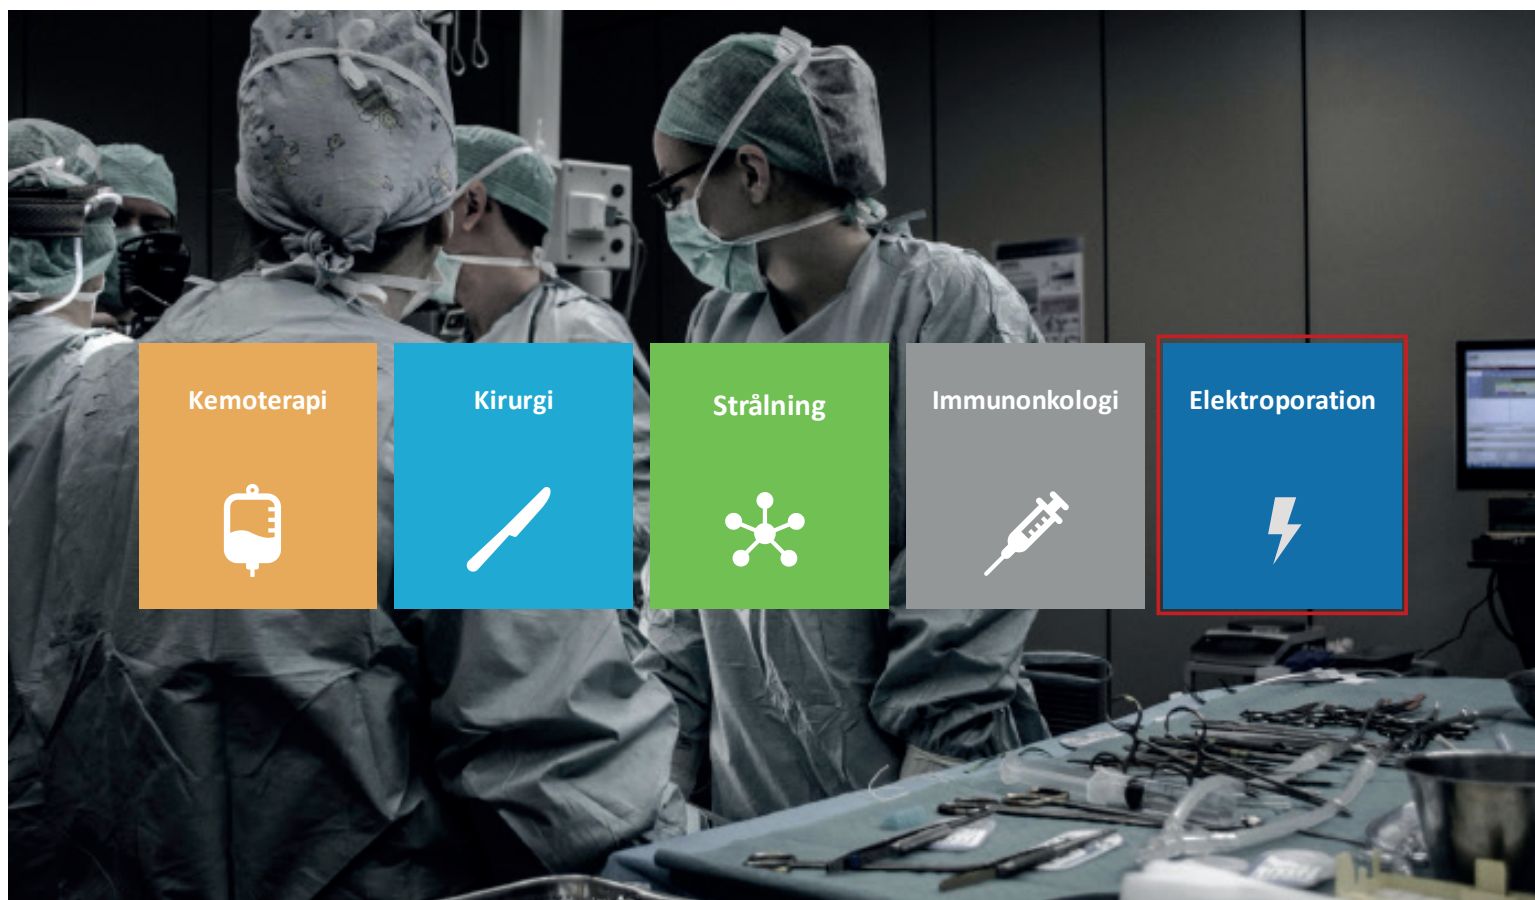 Kemoterapi
Kirurgi
Strålning
Immunonkologi
Elektroporation